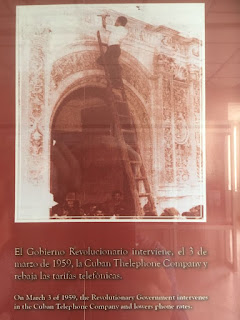 El Gobierno Revolucionario interviene, el 3 de
marzo de 1959, la Cuban Thelephone Company y
rebaja las tarifas telefónicas.
On March 3 of 1959, the Revolutionary Government intervenes
in the Cuban Telephone Company and lowers phone rates.